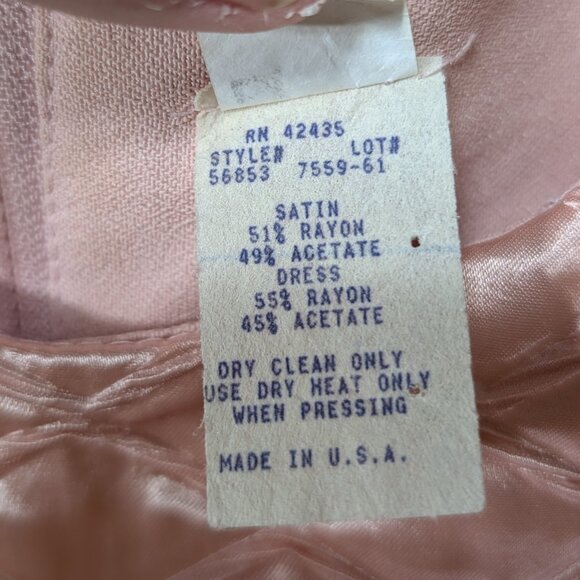 RN 42435
STYLE# LOT#
56853 7559-61
SATIN
51% RAYON
49% ACETATE
DRESS
55% RAYON
45% ACETATE
DRY CLEAN ONLY
USE DRY HEAT ONLY
WHEN PRESSING
MADE IN U.S.A.